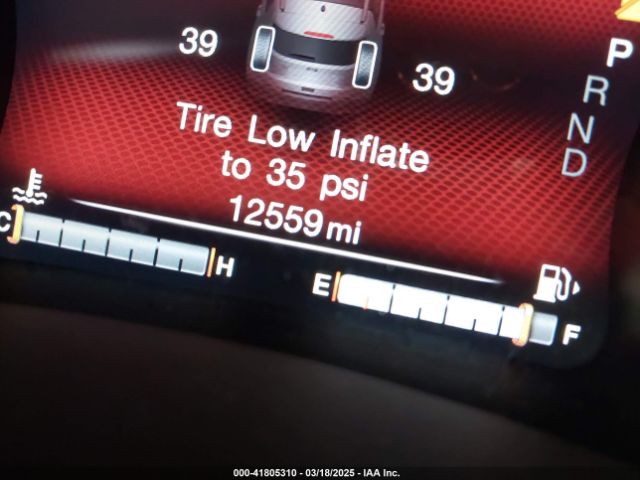 39
39
P
R
N
D
Tire Low Inflate
to 35 psi
12559 mi
C
H
E
F
000-41805310 - 03/18/2025 - IAA Inc.